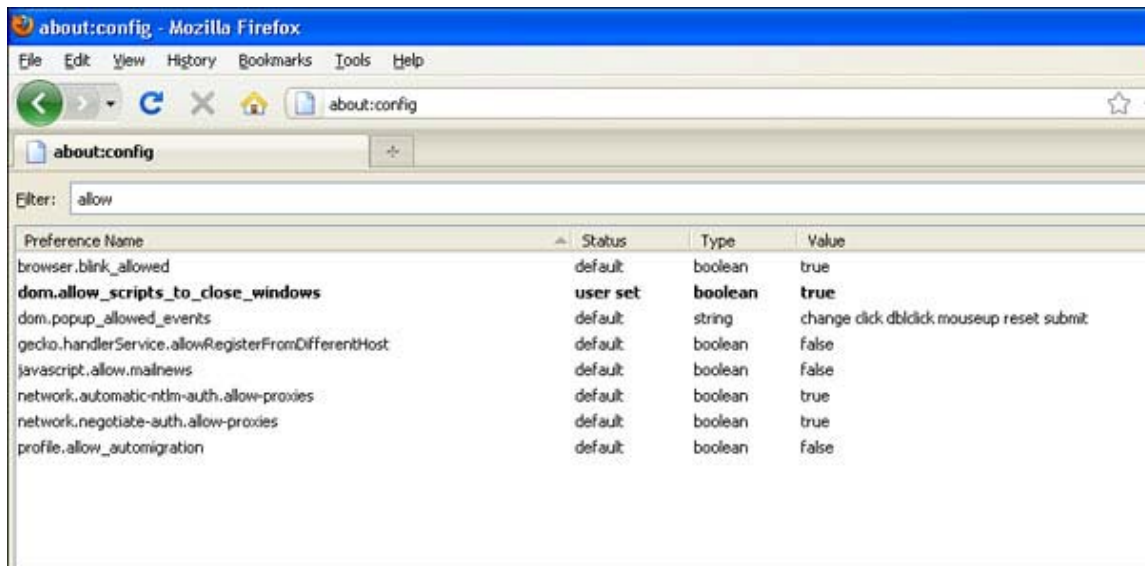 about:config - Mozilla Firefox
File Edit View History Bookmarks Tools Help
about:config
about:config
Filter: allow
Preference Name Status Type Value
browser.blink_allowed default boolean true
dom.allow_scripts_to_close_windows user set boolean true
dom.popup_allowed_events default string change click dblclick mouseup reset submit
gecko.handlerService.allowRegisterFromDifferentHost default boolean false
javascript.allow.mailnews default boolean false
network.automatic-ntlm-auth.allow-proxies default boolean true
network.negotiate-auth.allow-proxies default boolean true
profile.allow_automigration default boolean false